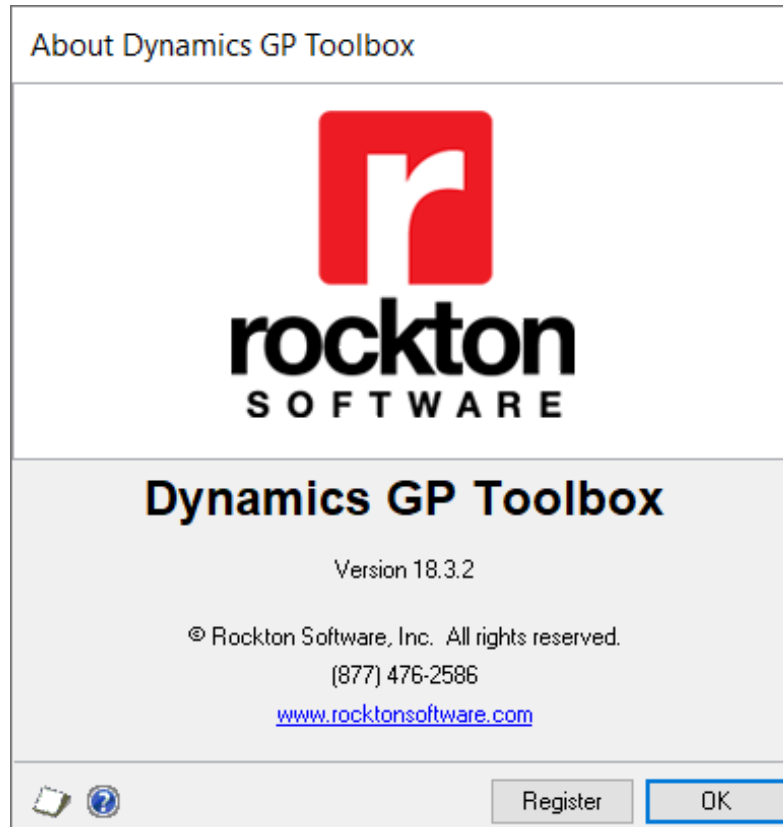 About Dynamics GP Toolbox
r
rockton
SOFTWARE
Dynamics GP Toolbox
Version 18.3.2
© Rockton Software, Inc. All rights reserved.
(877) 476-2586
www.rocktonsoftware.com
Register OK